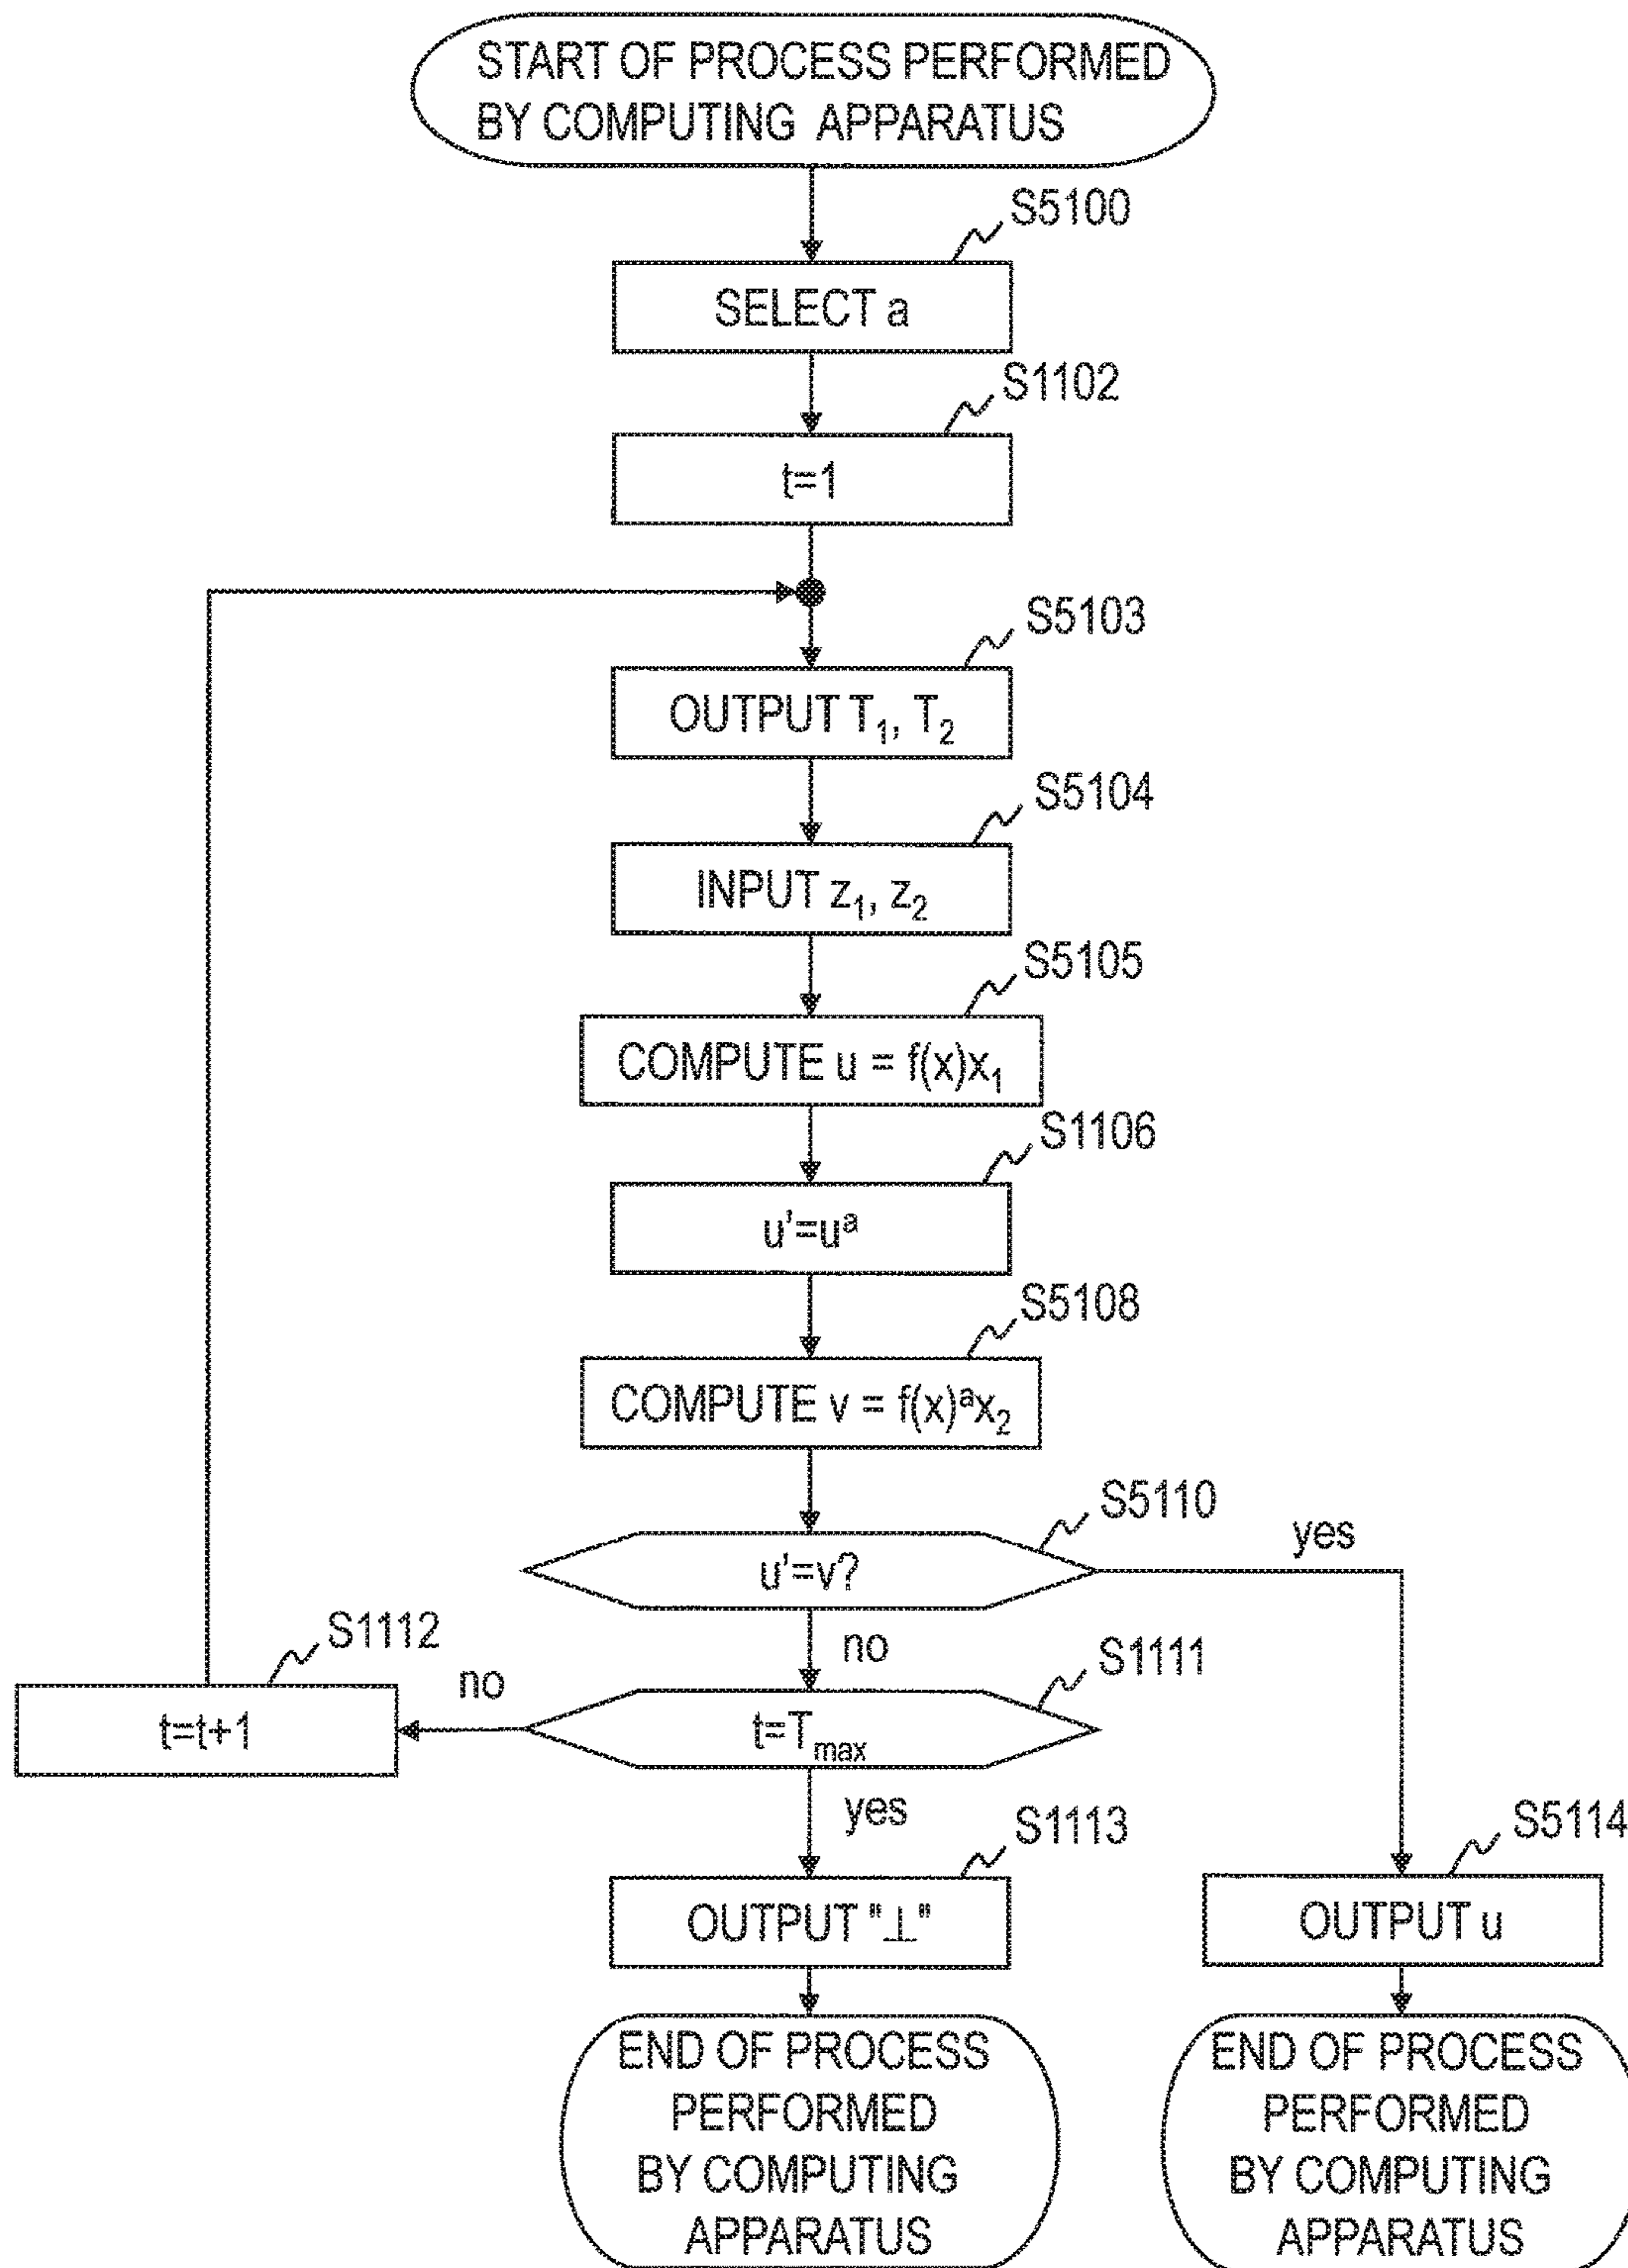 START OF PROCESS PERFORMED
BY COMPUTING APPARATUS
S5100
SELECT a
S1102
t=1
S5103
OUTPUT T₁, T₂
S5104
INPUT z₁, z₂
S5105
COMPUTE u = f(x)x₁
S1106
u'=uᵃ
S5108
COMPUTE v = f(x)ᵃx₂
S5110
yes
u'=v?
no
S1112
no
S1111
t=t+1
t=Tₘₐₓ
yes
S1113
S5114
OUTPUT "⊥"
OUTPUT u
END OF PROCESS
PERFORMED
BY COMPUTING
APPARATUS
END OF PROCESS
PERFORMED
BY COMPUTING
APPARATUS